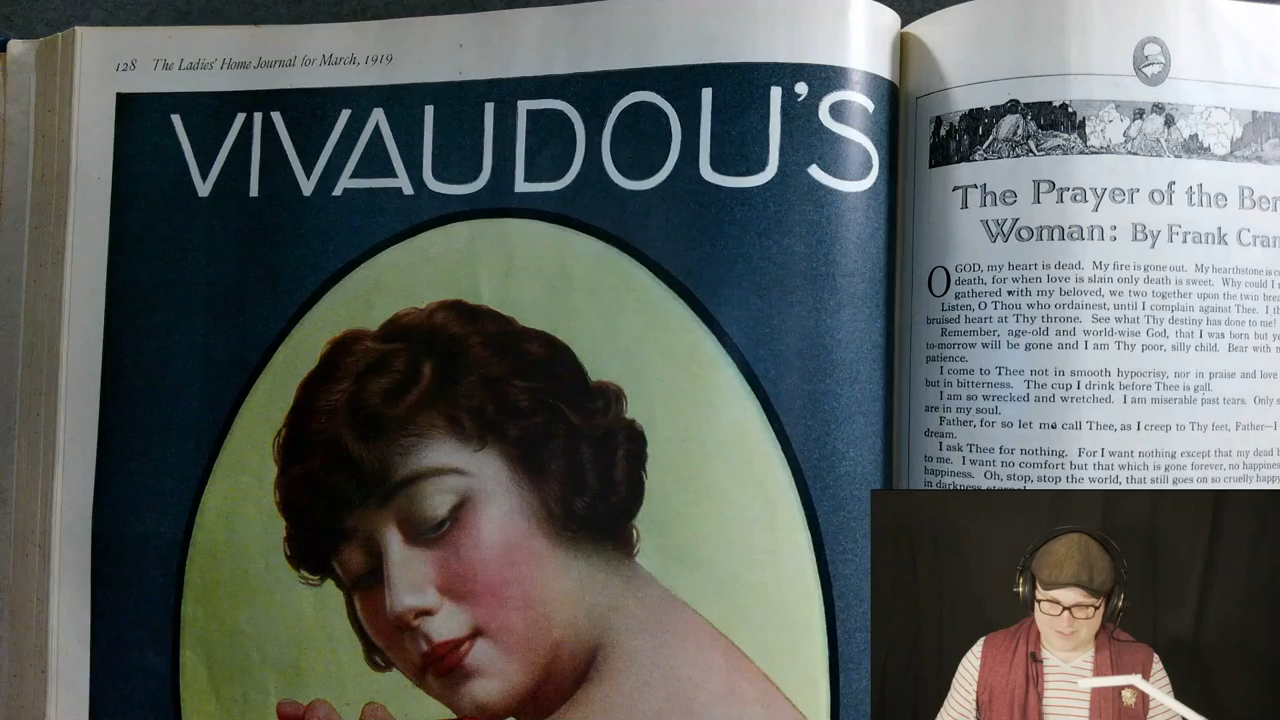 128 The Ladies' Home Journal for March, 1919
VIVAUDOU'S
The Prayer of the
Woman: By Frank
O GOD, my heart is dead. My fire is gone out. My hearthstone is
death, for when love is slain only death is sweet. Why could I
gathered with my beloved, we two together upon the twin
Listen, O Thou who ordainest, until I complain against Thee. I
bruised heart at Thy throne. See what Thy destiny has done to me!
Remember, age-old and world-wise God, that I was born but
to-morrow will be gone and I am Thy poor, silly child. Bear with
patience.
I come to Thee not in smooth hypocrisy, nor in praise and love
but in bitterness. The cup I drink before Thee is gall.
I am so wrecked and wretched. I am miserable past tears. Only
are in my soul.
Father, for so let me call Thee, as I creep to Thy feet, Father—I
dream.
I ask Thee for nothing. For I want nothing except that my dead
to me. I want no comfort but that which is gone forever, no
happiness. Oh, stop, stop the world, that still goes on so cruelly
in darkness